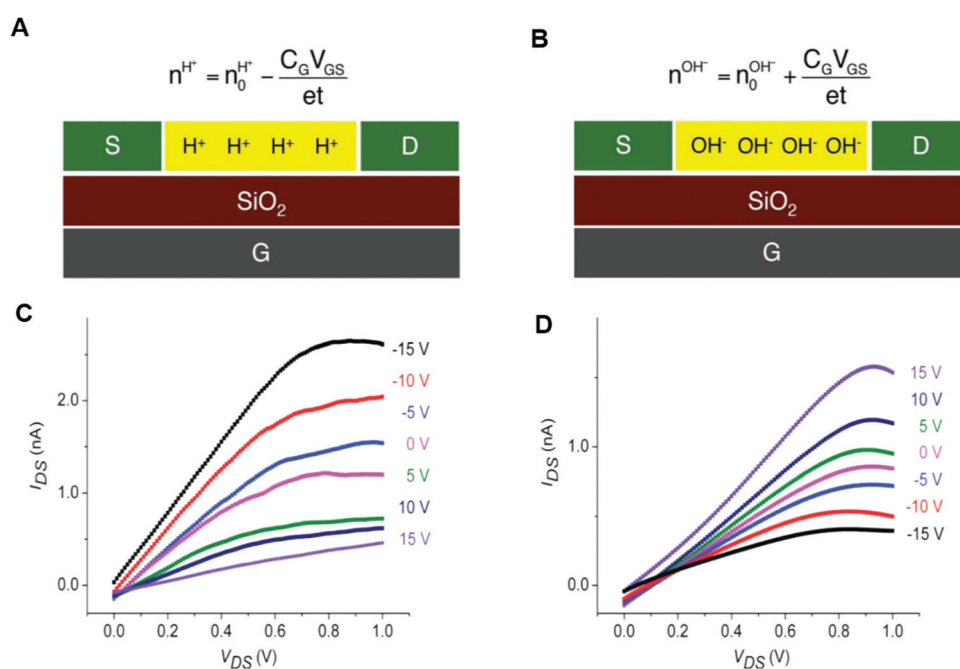 A
n^H⁺ = n₀^H⁺ − C_G V_GS / et
S H⁺ H⁺ H⁺ H⁺ D
SiO₂
G
B
n^OH⁻ = n₀^OH⁻ + C_G V_GS / et
S OH⁻ OH⁻ OH⁻ OH⁻ D
SiO₂
G
C
I_DS (nA)
2.0
1.0
0.0
-15 V
-10 V
-5 V
0 V
5 V
10 V
15 V
0.0 0.2 0.4 0.6 0.8 1.0
V_DS (V)
D
I_DS (nA)
1.0
0.0
15 V
10 V
5 V
0 V
-5 V
-10 V
-15 V
0.0 0.2 0.4 0.6 0.8 1.0
V_DS (V)